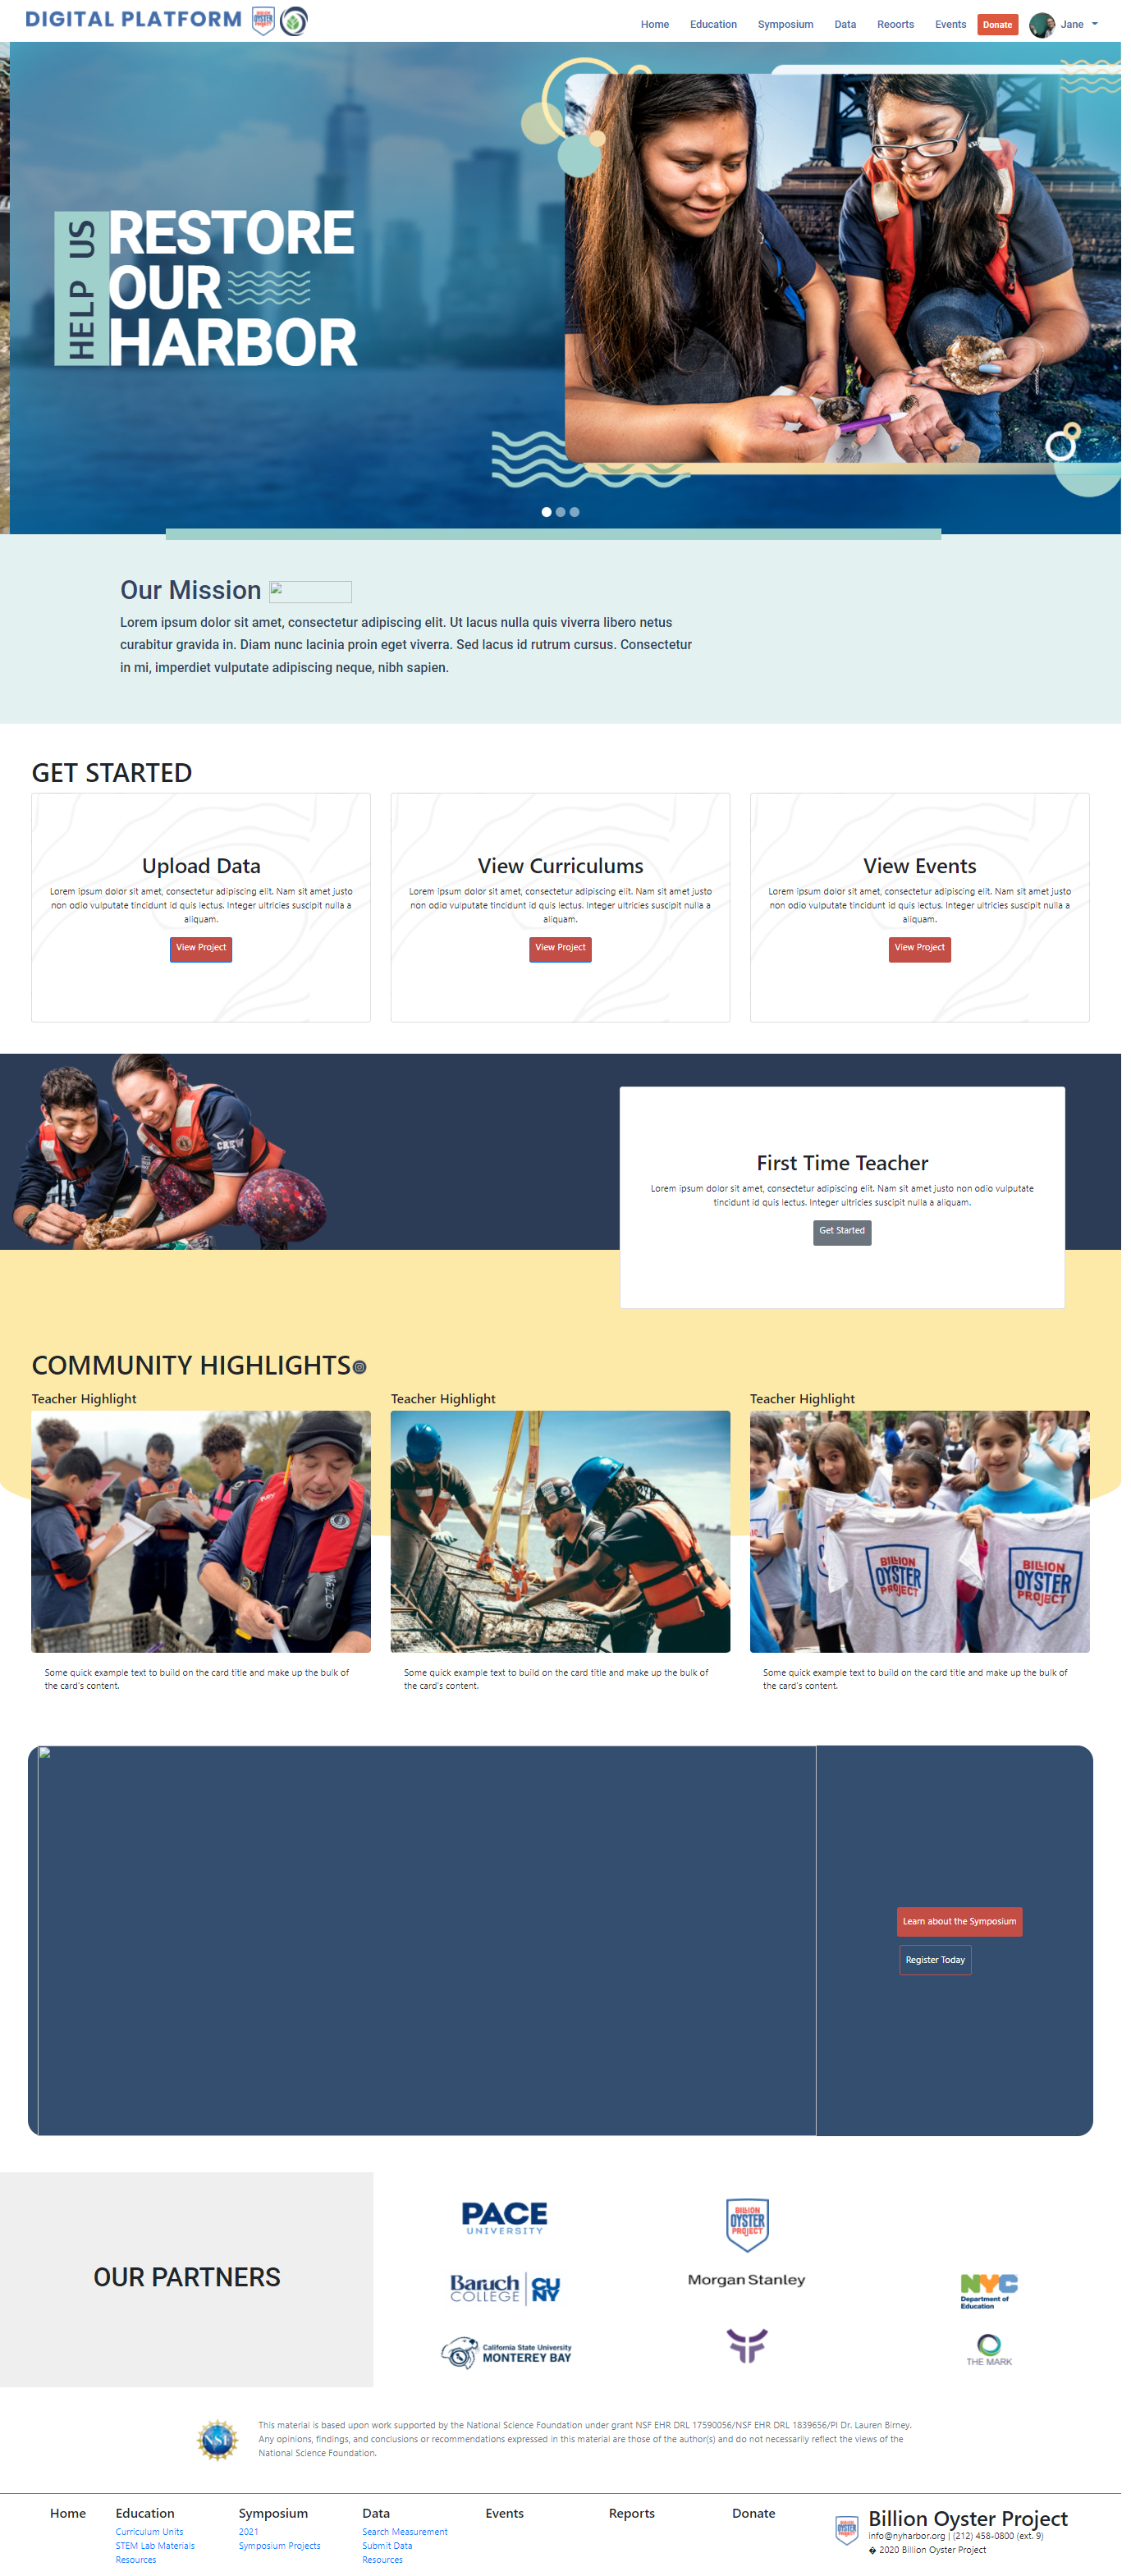 DIGITAL PLATFORM
BILLION OYSTER PROJECT
Home Education Symposium Data Reoorts Events Donate Jane
HELP US
RESTORE
OUR
HARBOR
Our Mission
Lorem ipsum dolor sit amet, consectetur adipiscing elit. Ut lacus nulla quis viverra libero netus
curabitur gravida in. Diam nunc lacinia proin eget viverra. Sed lacus id rutrum cursus. Consectetur
in mi, imperdiet vulputate adipiscing neque, nibh sapien.
GET STARTED
Upload Data
Lorem ipsum dolor sit amet, consectetur adipiscing elit. Nam sit amet justo
non odio vulputate tincidunt id quis lectus. Integer ultricies suscipit nulla a
aliquam.
View Project
View Curriculums
Lorem ipsum dolor sit amet, consectetur adipiscing elit. Nam sit amet justo
non odio vulputate tincidunt id quis lectus. Integer ultricies suscipit nulla a
aliquam.
View Project
View Events
Lorem ipsum dolor sit amet, consectetur adipiscing elit. Nam sit amet justo
non odio vulputate tincidunt id quis lectus. Integer ultricies suscipit nulla a
aliquam.
View Project
CREW
First Time Teacher
Lorem ipsum dolor sit amet, consectetur adipiscing elit. Nam sit amet justo non odio vulputate
tincidunt id quis lectus. Integer ultricies suscipit nulla a aliquam.
Get Started
COMMUNITY HIGHLIGHTS
Teacher Highlight
Some quick example text to build on the card title and make up the bulk of
the card's content.
Teacher Highlight
Some quick example text to build on the card title and make up the bulk of
the card's content.
Teacher Highlight
BILLION
OYSTER
PROJECT
BILLION
OYSTER
PROJECT
Some quick example text to build on the card title and make up the bulk of
the card's content.
Learn about the Symposium
Register Today
OUR PARTNERS
PACE
UNIVERSITY
BILLION
OYSTER
PROJECT
Baruch
COLLEGE
CU
NY
Morgan Stanley
NYC
Department of
Education
California State University
MONTEREY BAY
THE MARK
NSF
This material is based upon work supported by the National Science Foundation under grant NSF EHR DRL 17590056/NSF EHR DRL 1839656/PI Dr. Lauren Birney.
Any opinions, findings, and conclusions or recommendations expressed in this material are those of the author(s) and do not necessarily reflect the views of the
National Science Foundation.
Home
Education
Curriculum Units
STEM Lab Materials
Resources
Symposium
2021
Symposium Projects
Data
Search Measurement
Submit Data
Resources
Events
Reports
Donate
BILLION OYSTER PROJECT
Billion Oyster Project
info@nyharbor.org | (212) 458-0800 (ext. 9)
� 2020 Billion Oyster Project